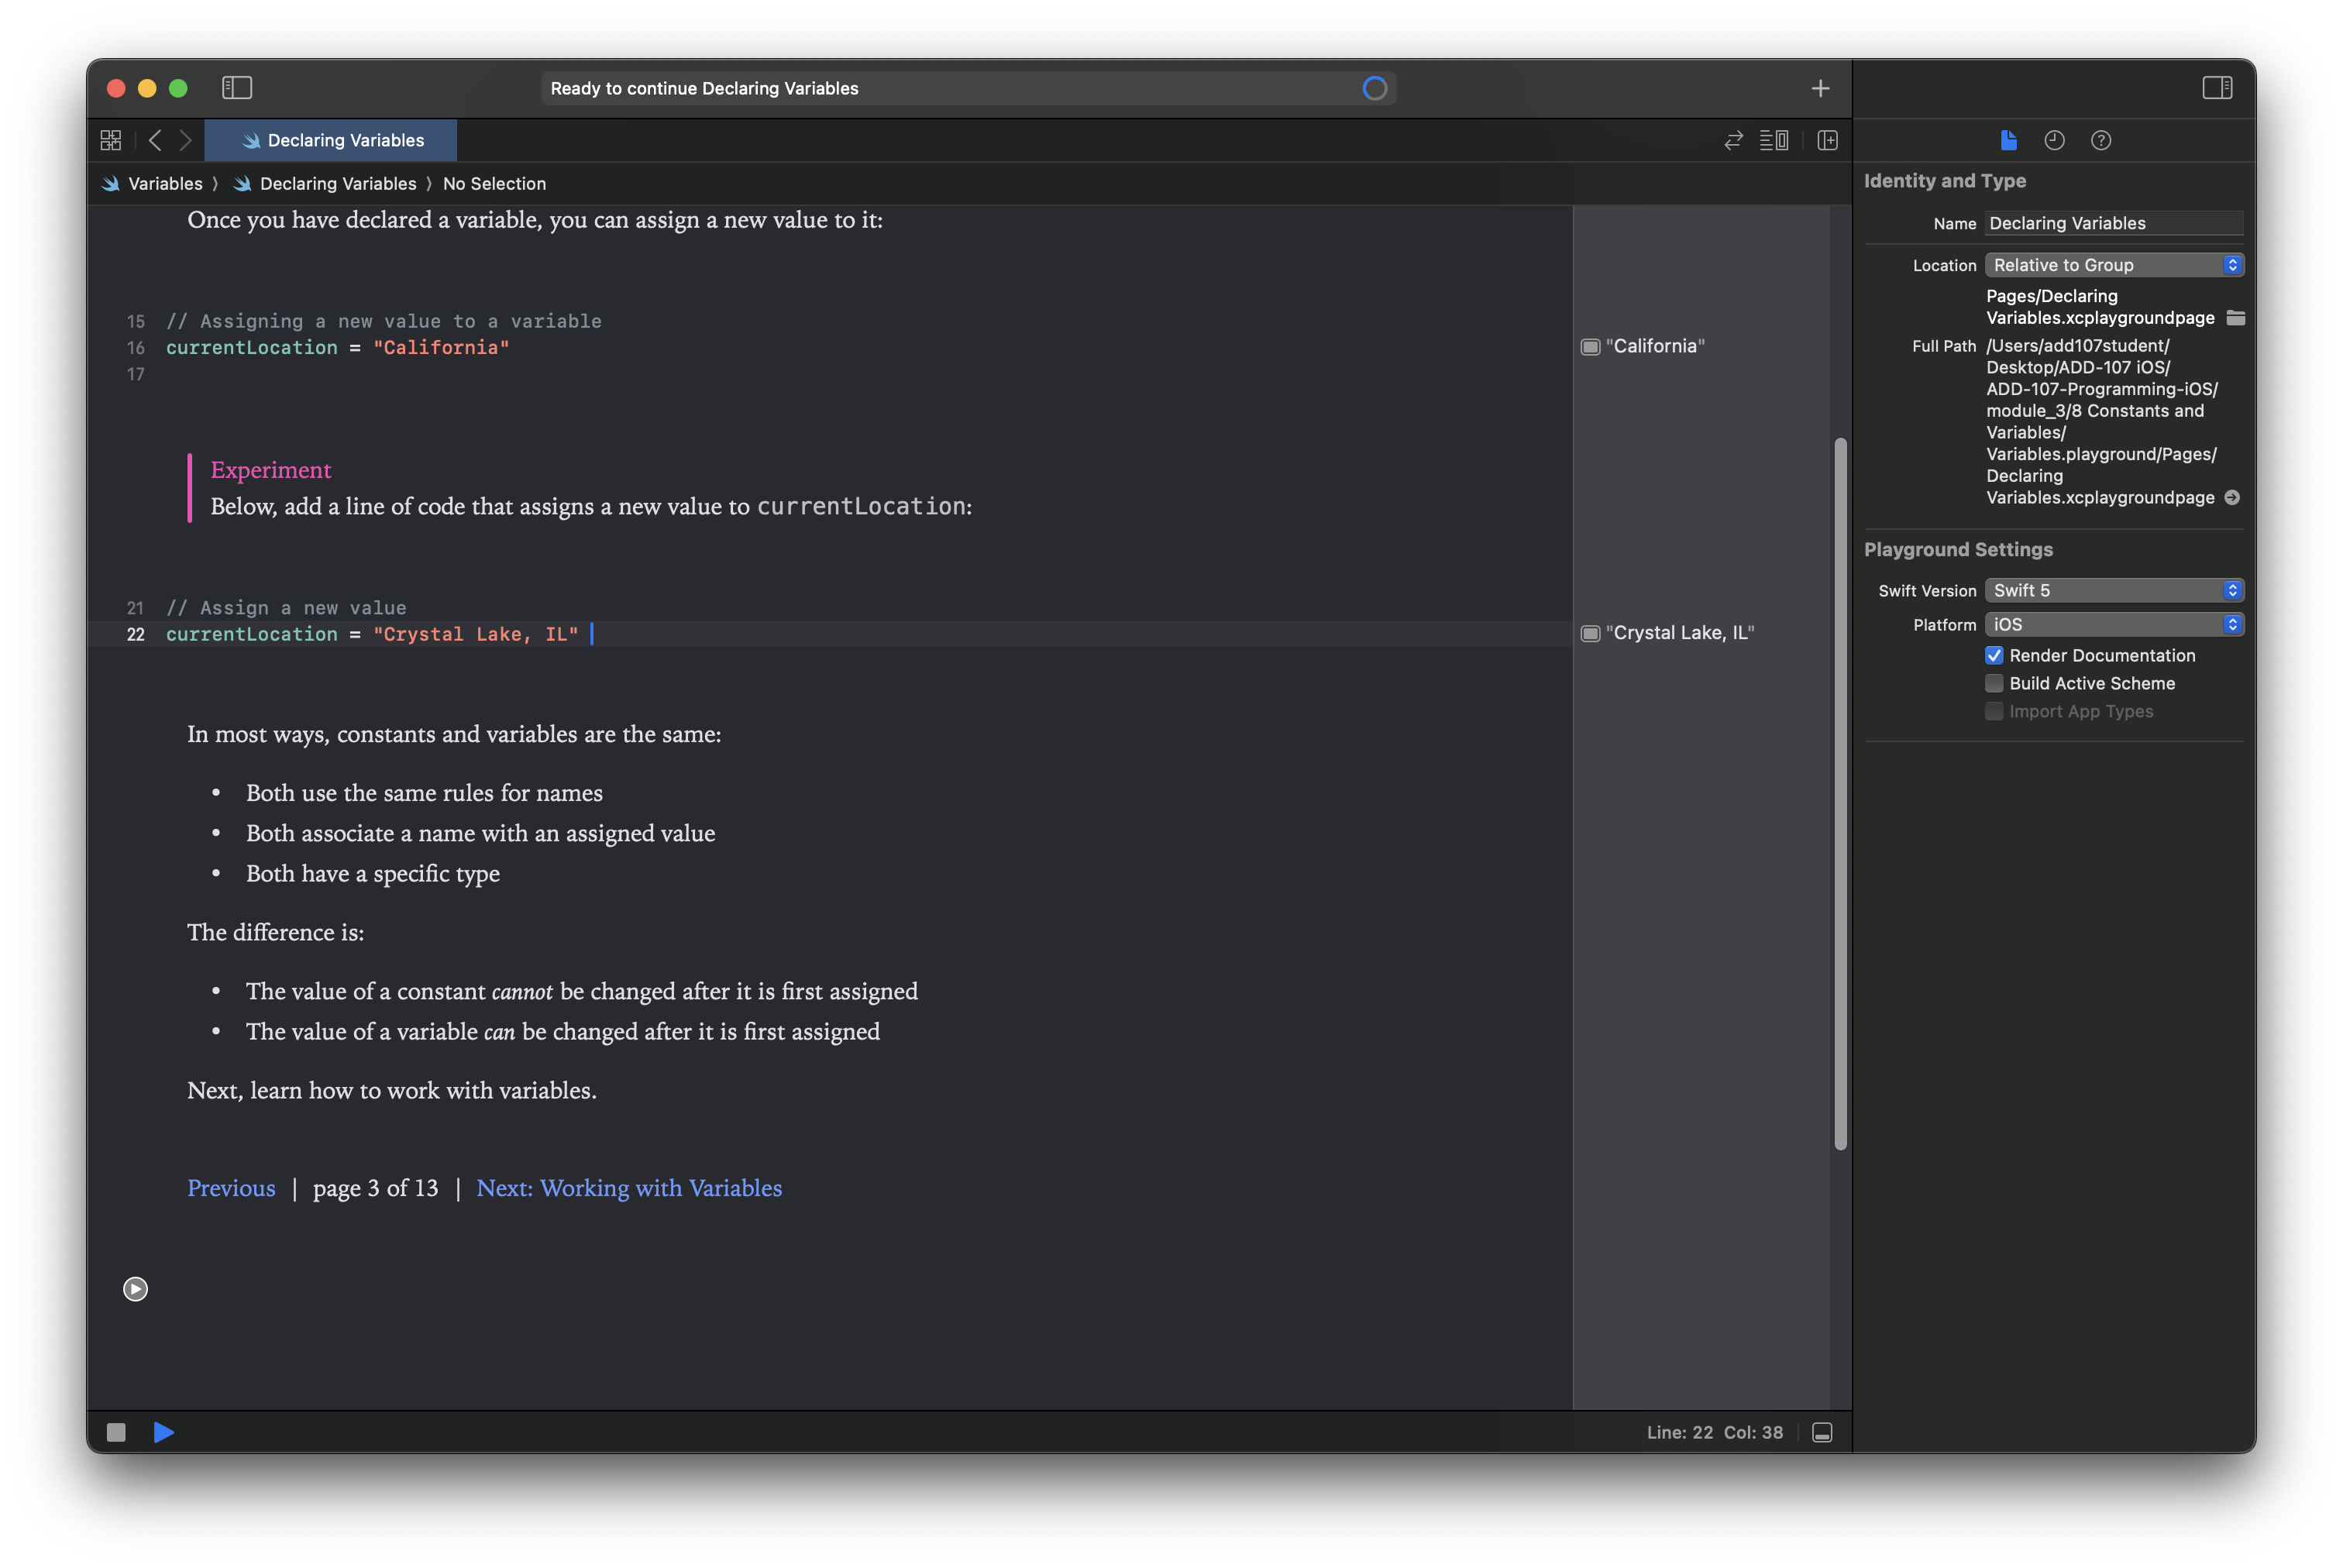 Ready to continue Declaring Variables
Declaring Variables
Variables
Declaring Variables
No Selection
Once you have declared a variable, you can assign a new value to it:
15 // Assigning a new value to a variable
16 currentLocation = "California"
"California"
17
Experiment
Below, add a line of code that assigns a new value to currentLocation:
21 // Assign a new value
22 currentLocation = "Crystal Lake, IL"
"Crystal Lake, IL"
In most ways, constants and variables are the same:
• Both use the same rules for names
• Both associate a name with an assigned value
• Both have a specific type
The difference is:
• The value of a constant cannot be changed after it is first assigned
• The value of a variable can be changed after it is first assigned
Next, learn how to work with variables.
Previous | page 3 of 13 | Next: Working with Variables
Line: 22 Col: 38
Identity and Type
Name Declaring Variables
Location Relative to Group
Pages/Declaring
Variables.xcplaygroundpage
Full Path /Users/add107student/
Desktop/ADD-107 iOS/
ADD-107-Programming-iOS/
module_3/8 Constants and
Variables/
Variables.playground/Pages/
Declaring
Variables.xcplaygroundpage
Playground Settings
Swift Version Swift 5
Platform iOS
Render Documentation
Build Active Scheme
Import App Types